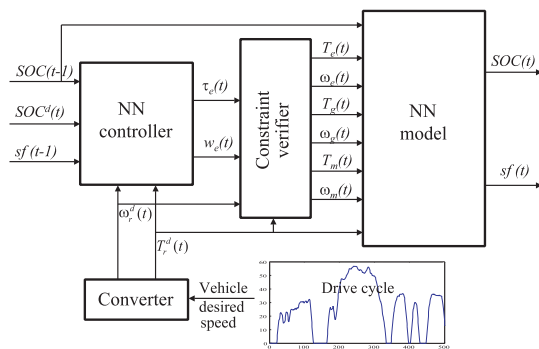 SOC(t-1)
SOC^d(t)
sf(t-1)
NN
controller
τ_e(t)
w_e(t)
Constraint
verifier
T_e(t)
ω_e(t)
T_g(t)
ω_g(t)
T_m(t)
ω_m(t)
NN
model
SOC(t)
sf(t)
ω_r^d(t)
T_r^d(t)
Converter
Vehicle
desired
speed
Drive cycle
60
50
40
30
20
10
0
0 100 200 300 400 500